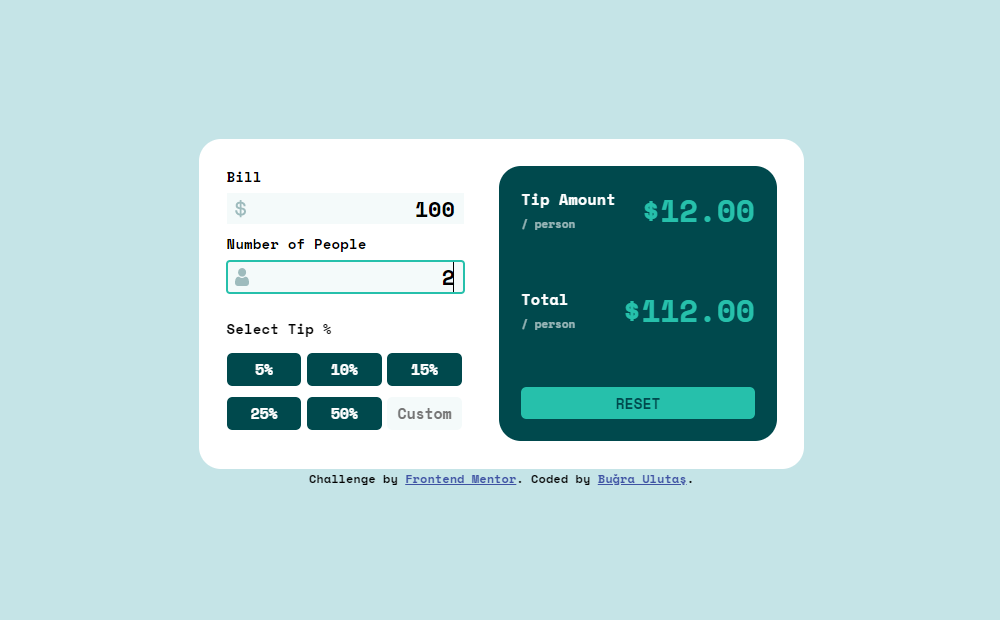 Bill
$ 100
Number of People
2
Select Tip %
5% 10% 15%
25% 50% Custom
Tip Amount
/ person
$12.00
Total
/ person
$112.00
RESET
Challenge by Frontend Mentor. Coded by Buğra Ulutaş.